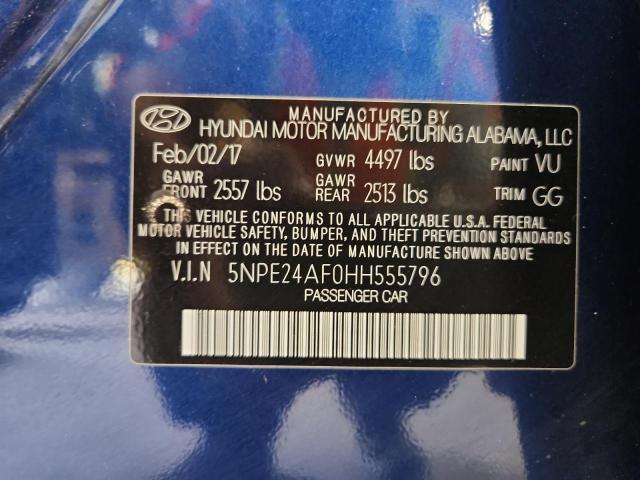 MANUFACTURED BY
HYUNDAI MOTOR MANUFACTURING ALABAMA, LLC
Feb/02/17 GVWR 4497 lbs PAINT VU
GAWR FRONT 2557 lbs GAWR REAR 2513 lbs TRIM GG
THIS VEHICLE CONFORMS TO ALL APPLICABLE U.S.A. FEDERAL
MOTOR VEHICLE SAFETY, BUMPER, AND THEFT PREVENTION STANDARDS
IN EFFECT ON THE DATE OF MANUFACTURE SHOWN ABOVE
V.I.N 5NPE24AF0HH555796
PASSENGER CAR